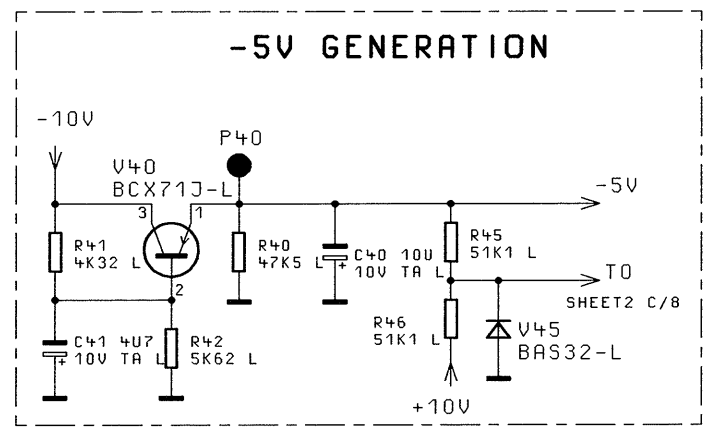 -5V GENERATION
-10V
P40
V40
BCX71J-L
3
1
-5V
R41
4K32 L
R40
47K5 L
C40 10U
10V TA L
R45
51K1 L
2
TO
SHEET2 C/8
C41 4U7
10V TA L
R42
5K62 L
R46
51K1 L
V45
BAS32-L
+10V
+
+